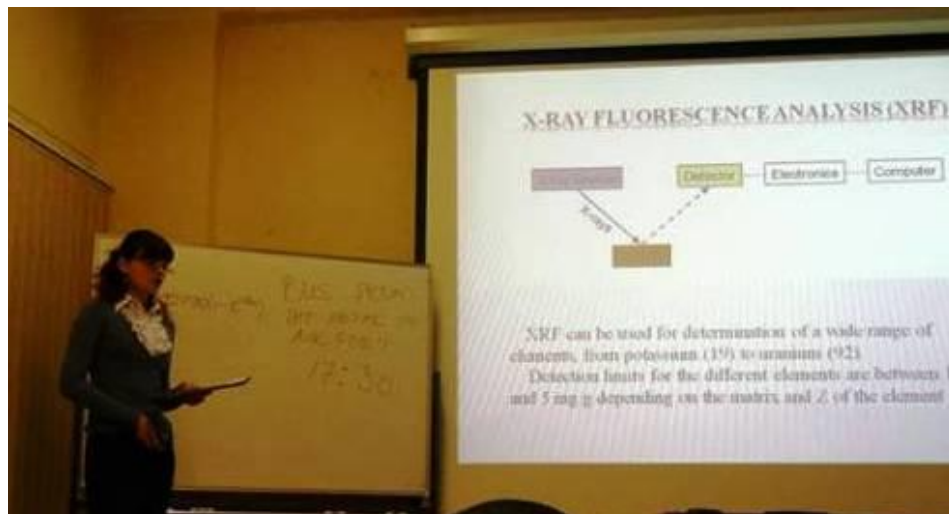 BUS FROM
17:30
X-RAY FLUORESCENCE ANALYSIS (XRF)
Detector
Electronics
Computer
X-rays
XRF can be used for determination of a wide range of
elements, from potassium (19) to uranium (92)
Detection limits for the different elements are between
and 5 mg g depending on the matrix and Z of the element